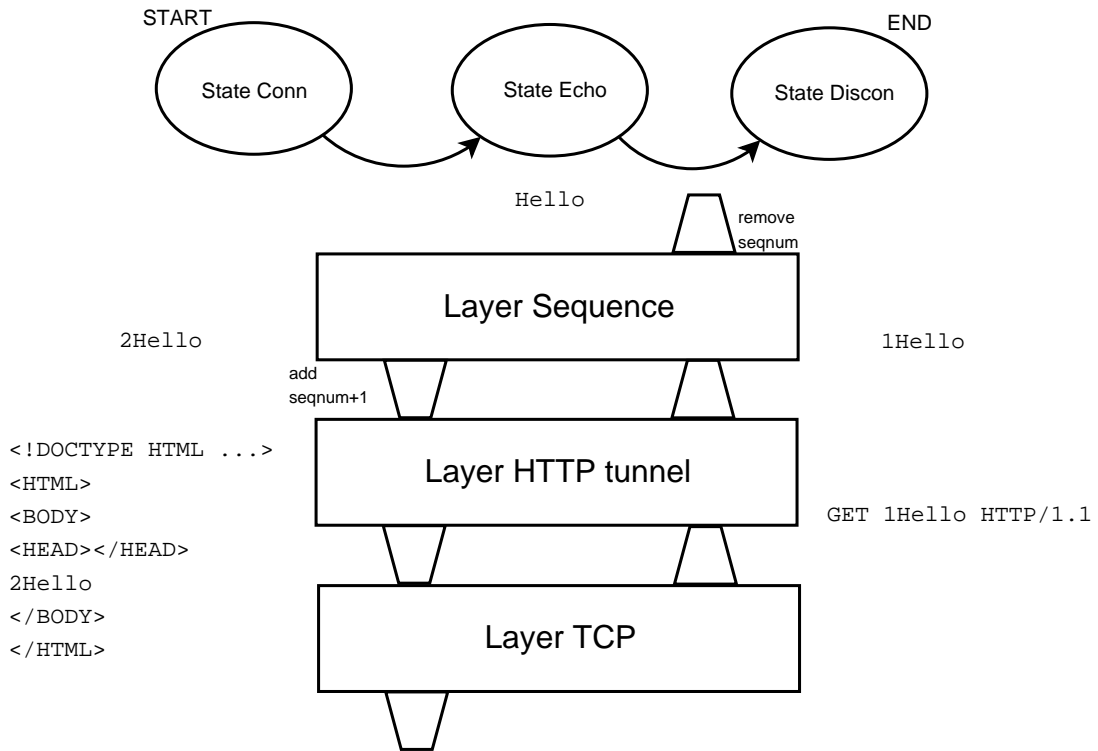 START
END
State Conn
State Echo
State Discon
Hello
remove
seqnum
Layer Sequence
2Hello
1Hello
add
seqnum+1
<!DOCTYPE HTML ...>
<HTML>
<BODY>
<HEAD></HEAD>
2Hello
</BODY>
</HTML>
Layer HTTP tunnel
GET 1Hello HTTP/1.1
Layer TCP